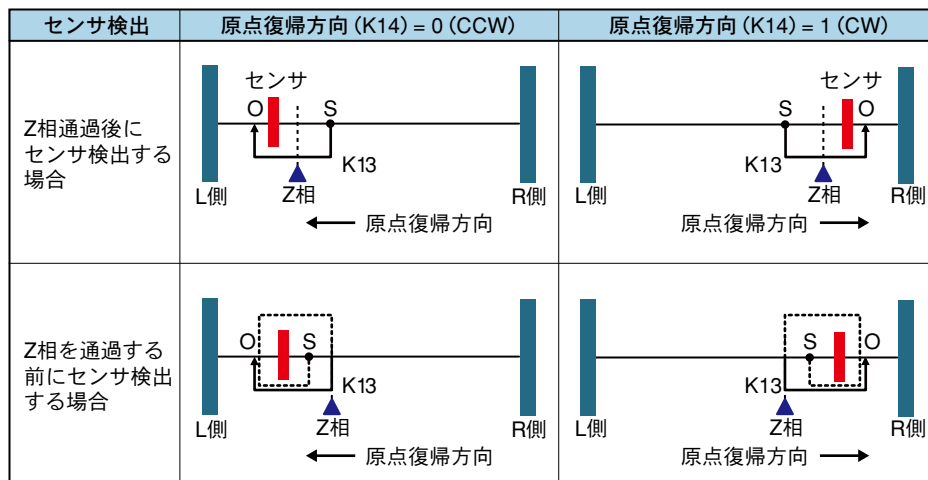 センサ検出
原点復帰方向 (K14) = 0 (CCW)
原点復帰方向 (K14) = 1 (CW)
Z相通過後に
センサ検出する
場合
センサ
O
S
K13
L側
Z相
R側
原点復帰方向
センサ
S
O
K13
L側
Z相
R側
原点復帰方向
Z相を通過する
前にセンサ検出
する場合
O
S
K13
L側
Z相
R側
原点復帰方向
S
O
K13
L側
Z相
R側
原点復帰方向